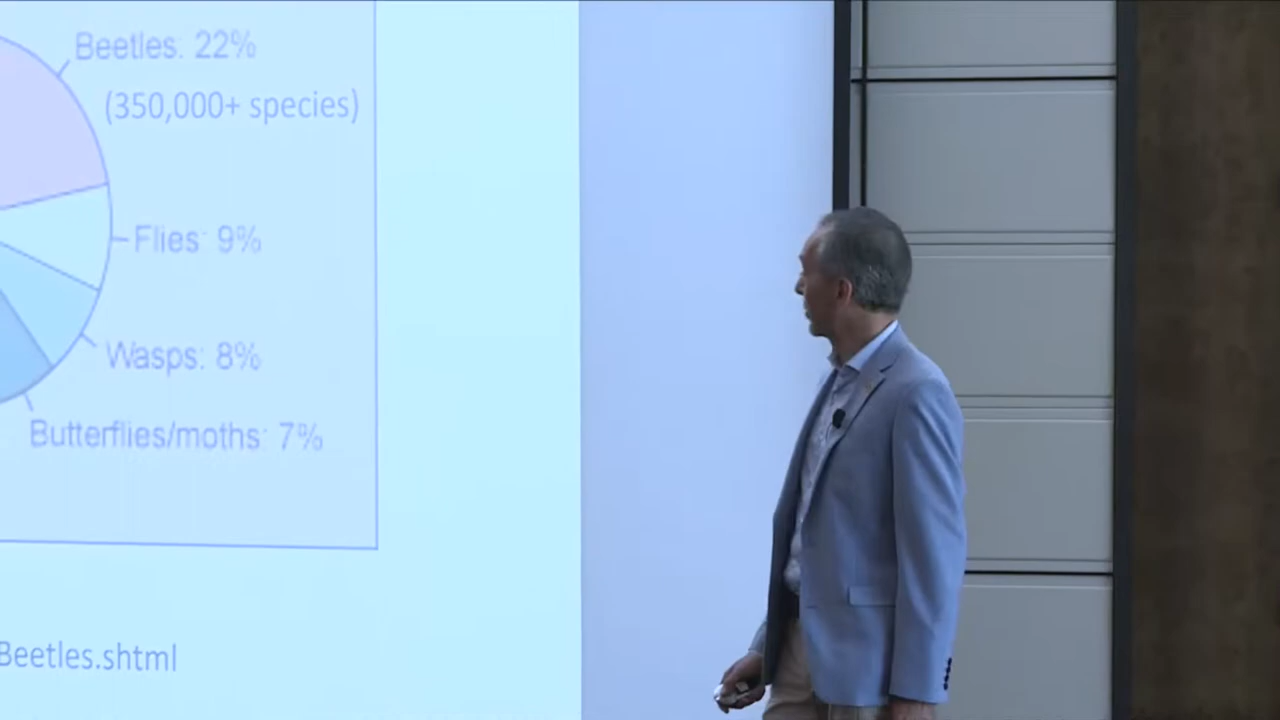 Beetles: 22%
(350,000+ species)
Flies: 9%
Wasps: 8%
Butterflies/moths: 7%
Beetles.shtml